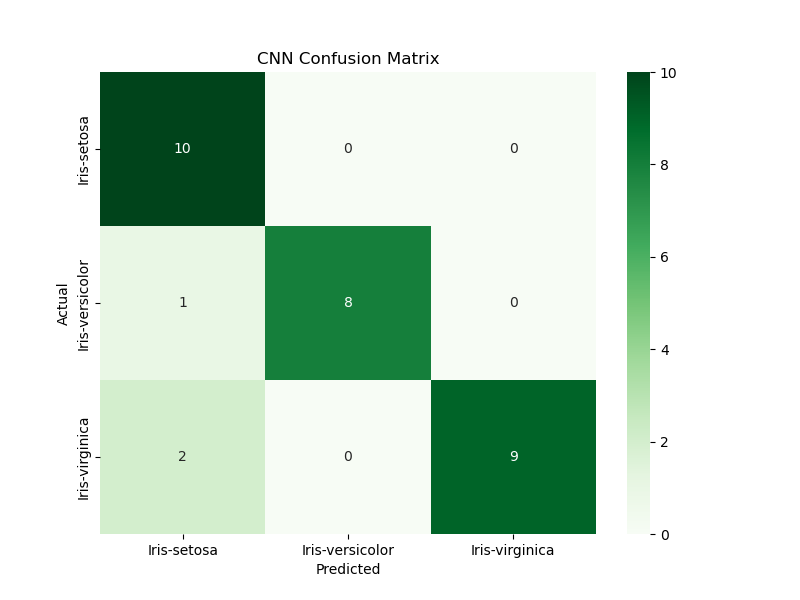 CNN Confusion Matrix
Actual
Iris-setosa
10 0 0
Iris-versicolor
1 8 0
Iris-virginica
2 0 9
Iris-setosa Iris-versicolor Iris-virginica
Predicted
10
8
6
4
2
0